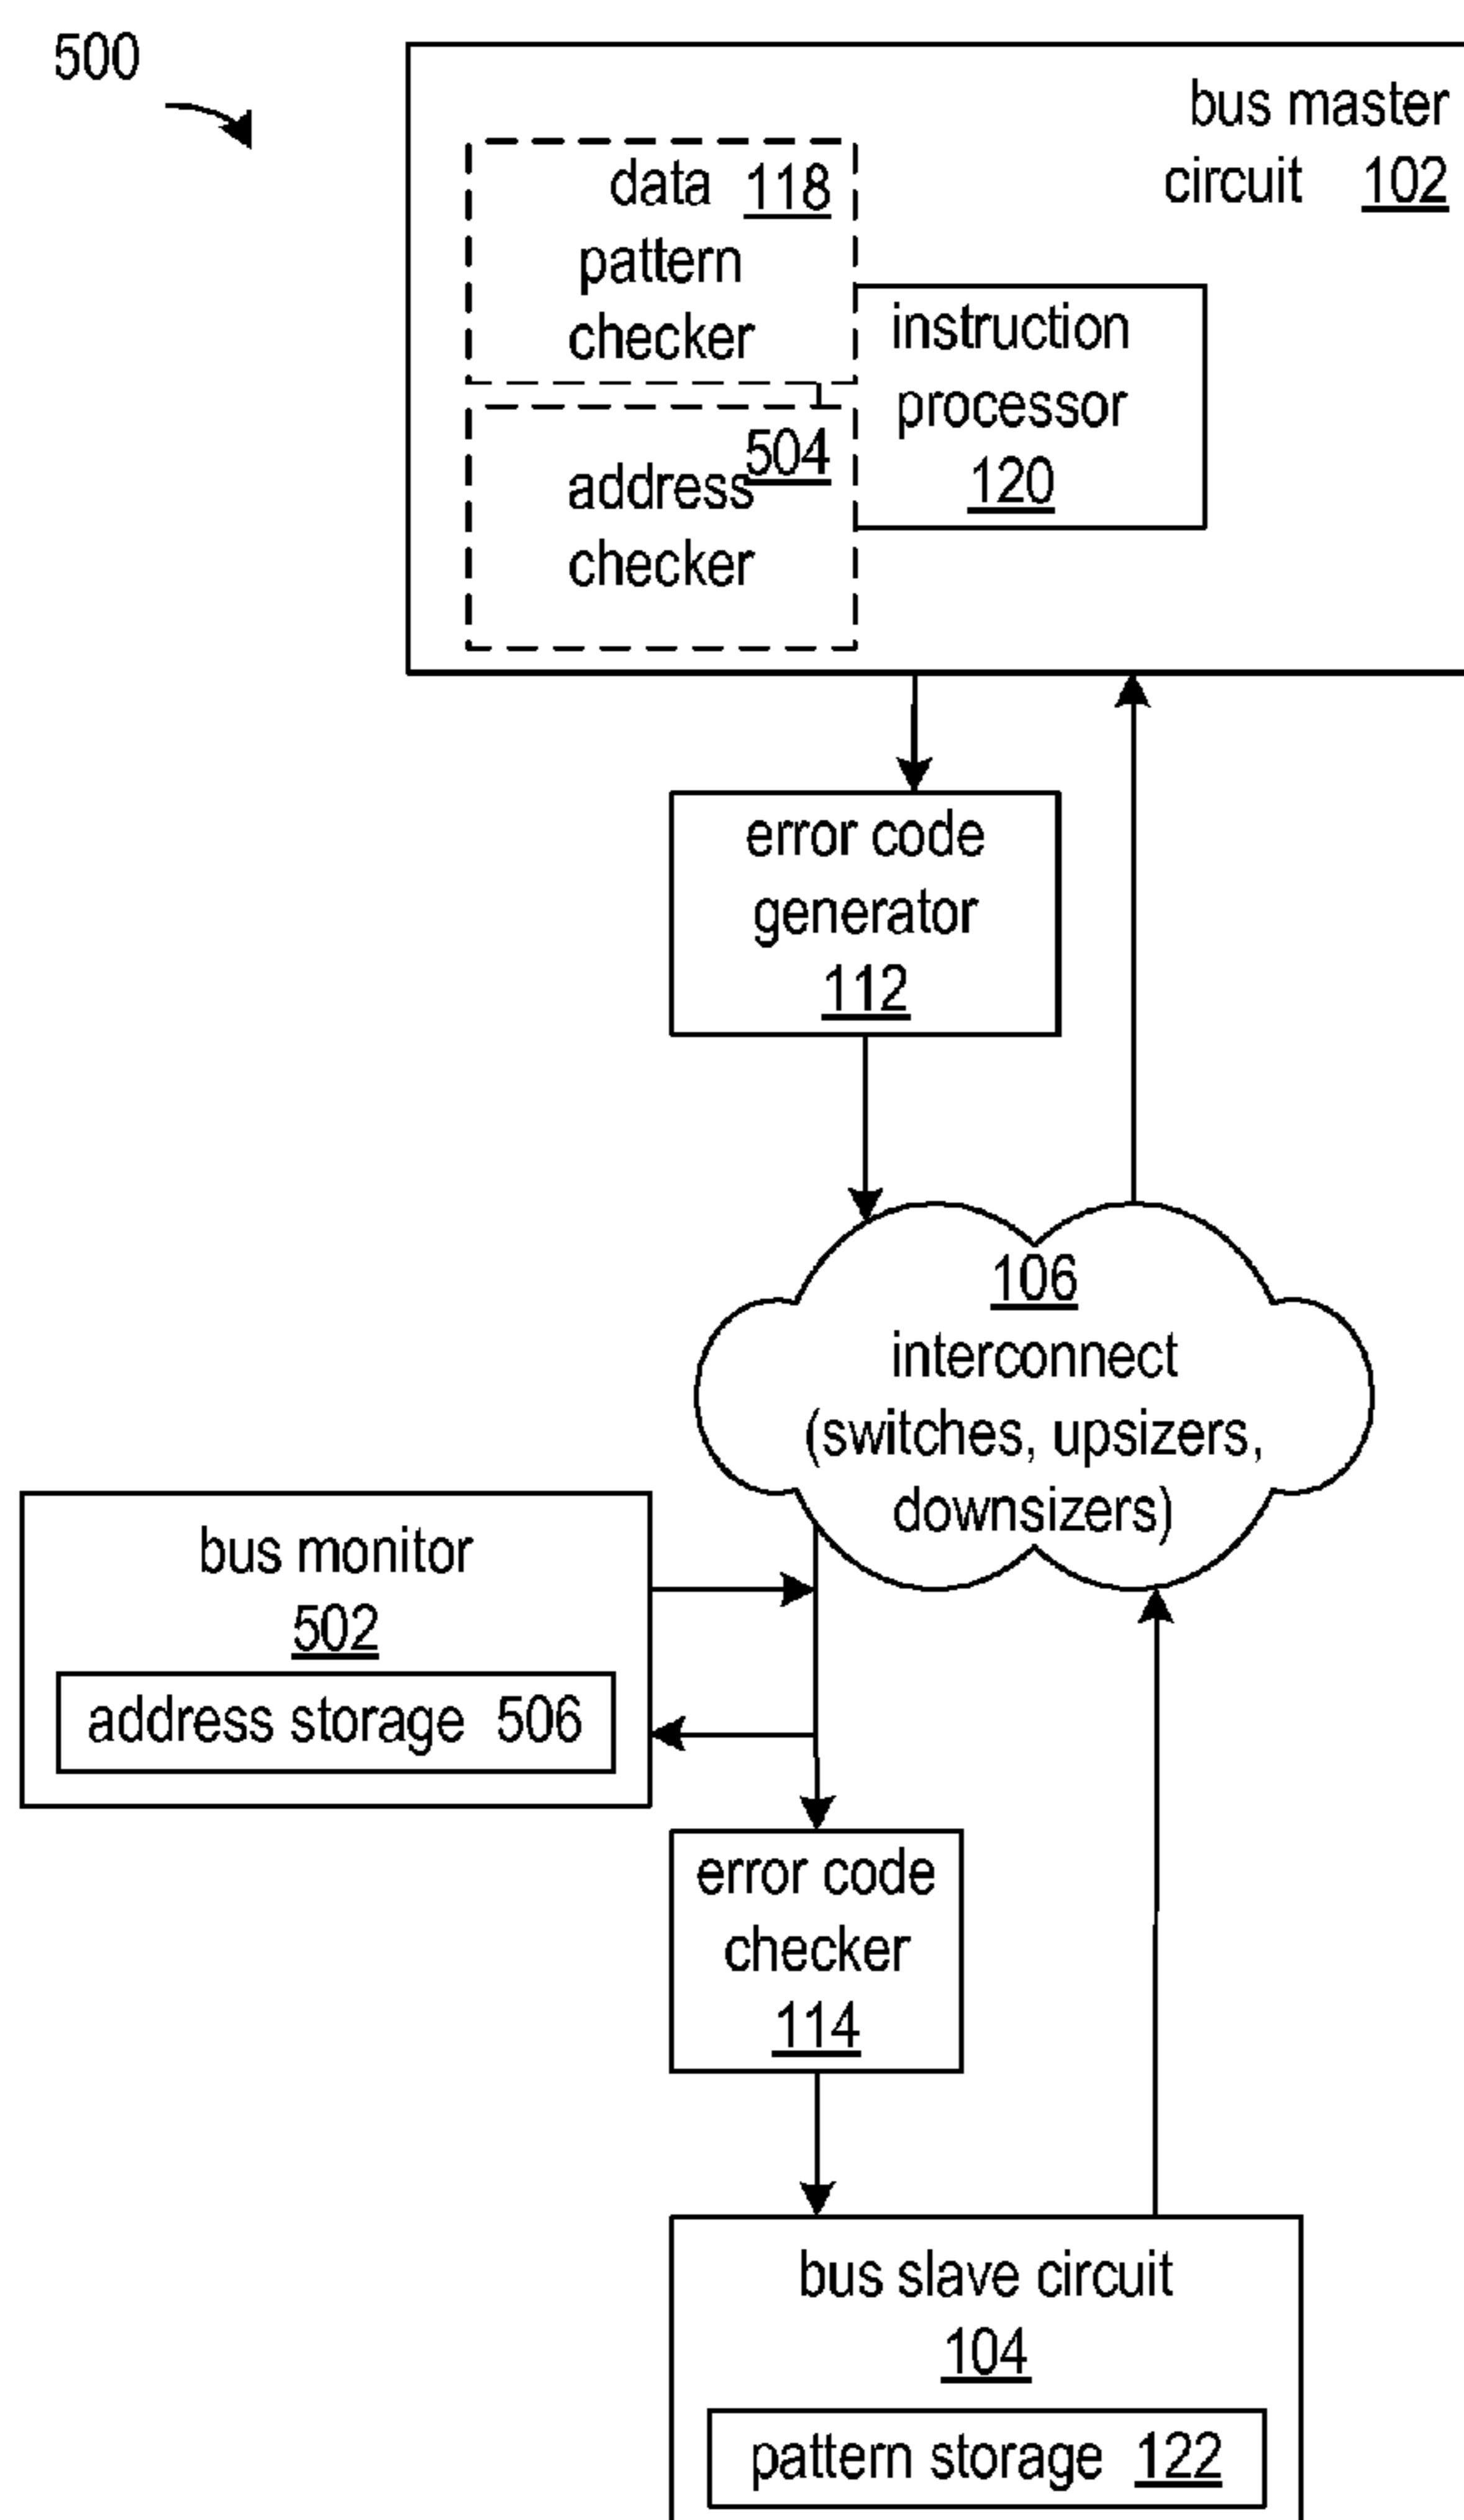 500
bus master
circuit 102
data 118
pattern
checker
instruction
processor
120
504
address
checker
error code
generator
112
106
interconnect
(switches, upsizers,
downsizers)
bus monitor
502
address storage 506
error code
checker
114
bus slave circuit
104
pattern storage 122